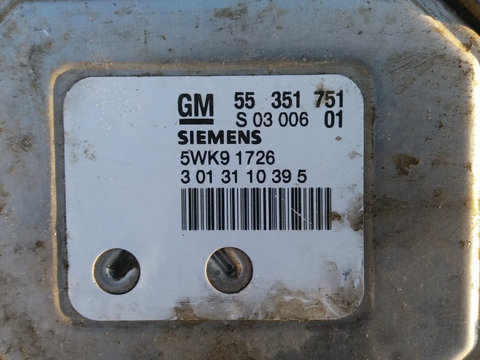 GM 55 351 751
S 03 006 01
SIEMENS
5WK9 1726
3 01 31 10 39 5